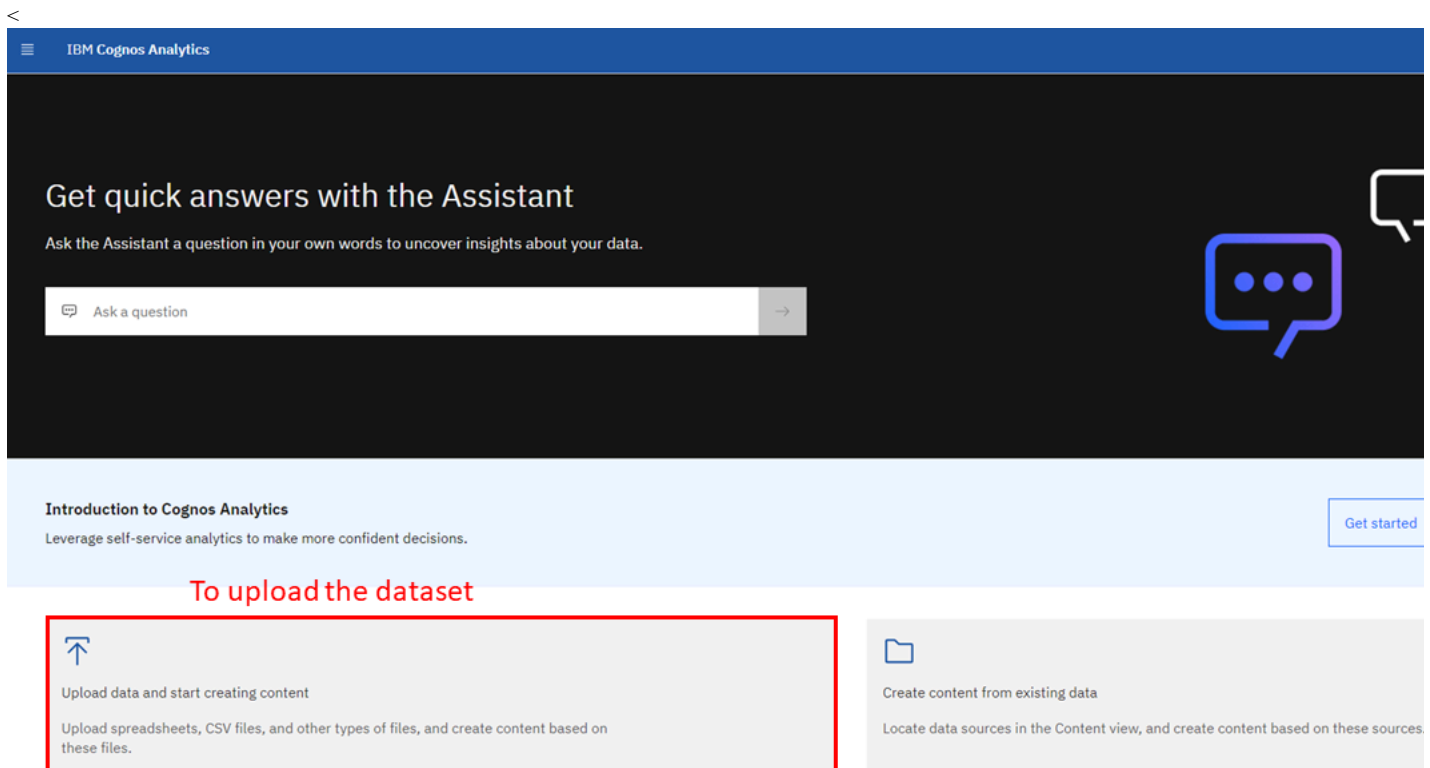 <
IBM Cognos Analytics
Get quick answers with the Assistant
Ask the Assistant a question in your own words to uncover insights about your data.
Ask a question
Introduction to Cognos Analytics
Leverage self-service analytics to make more confident decisions.
Get started
To upload the dataset
Upload data and start creating content
Upload spreadsheets, CSV files, and other types of files, and create content based on
these files.
Create content from existing data
Locate data sources in the Content view, and create content based on these sources.